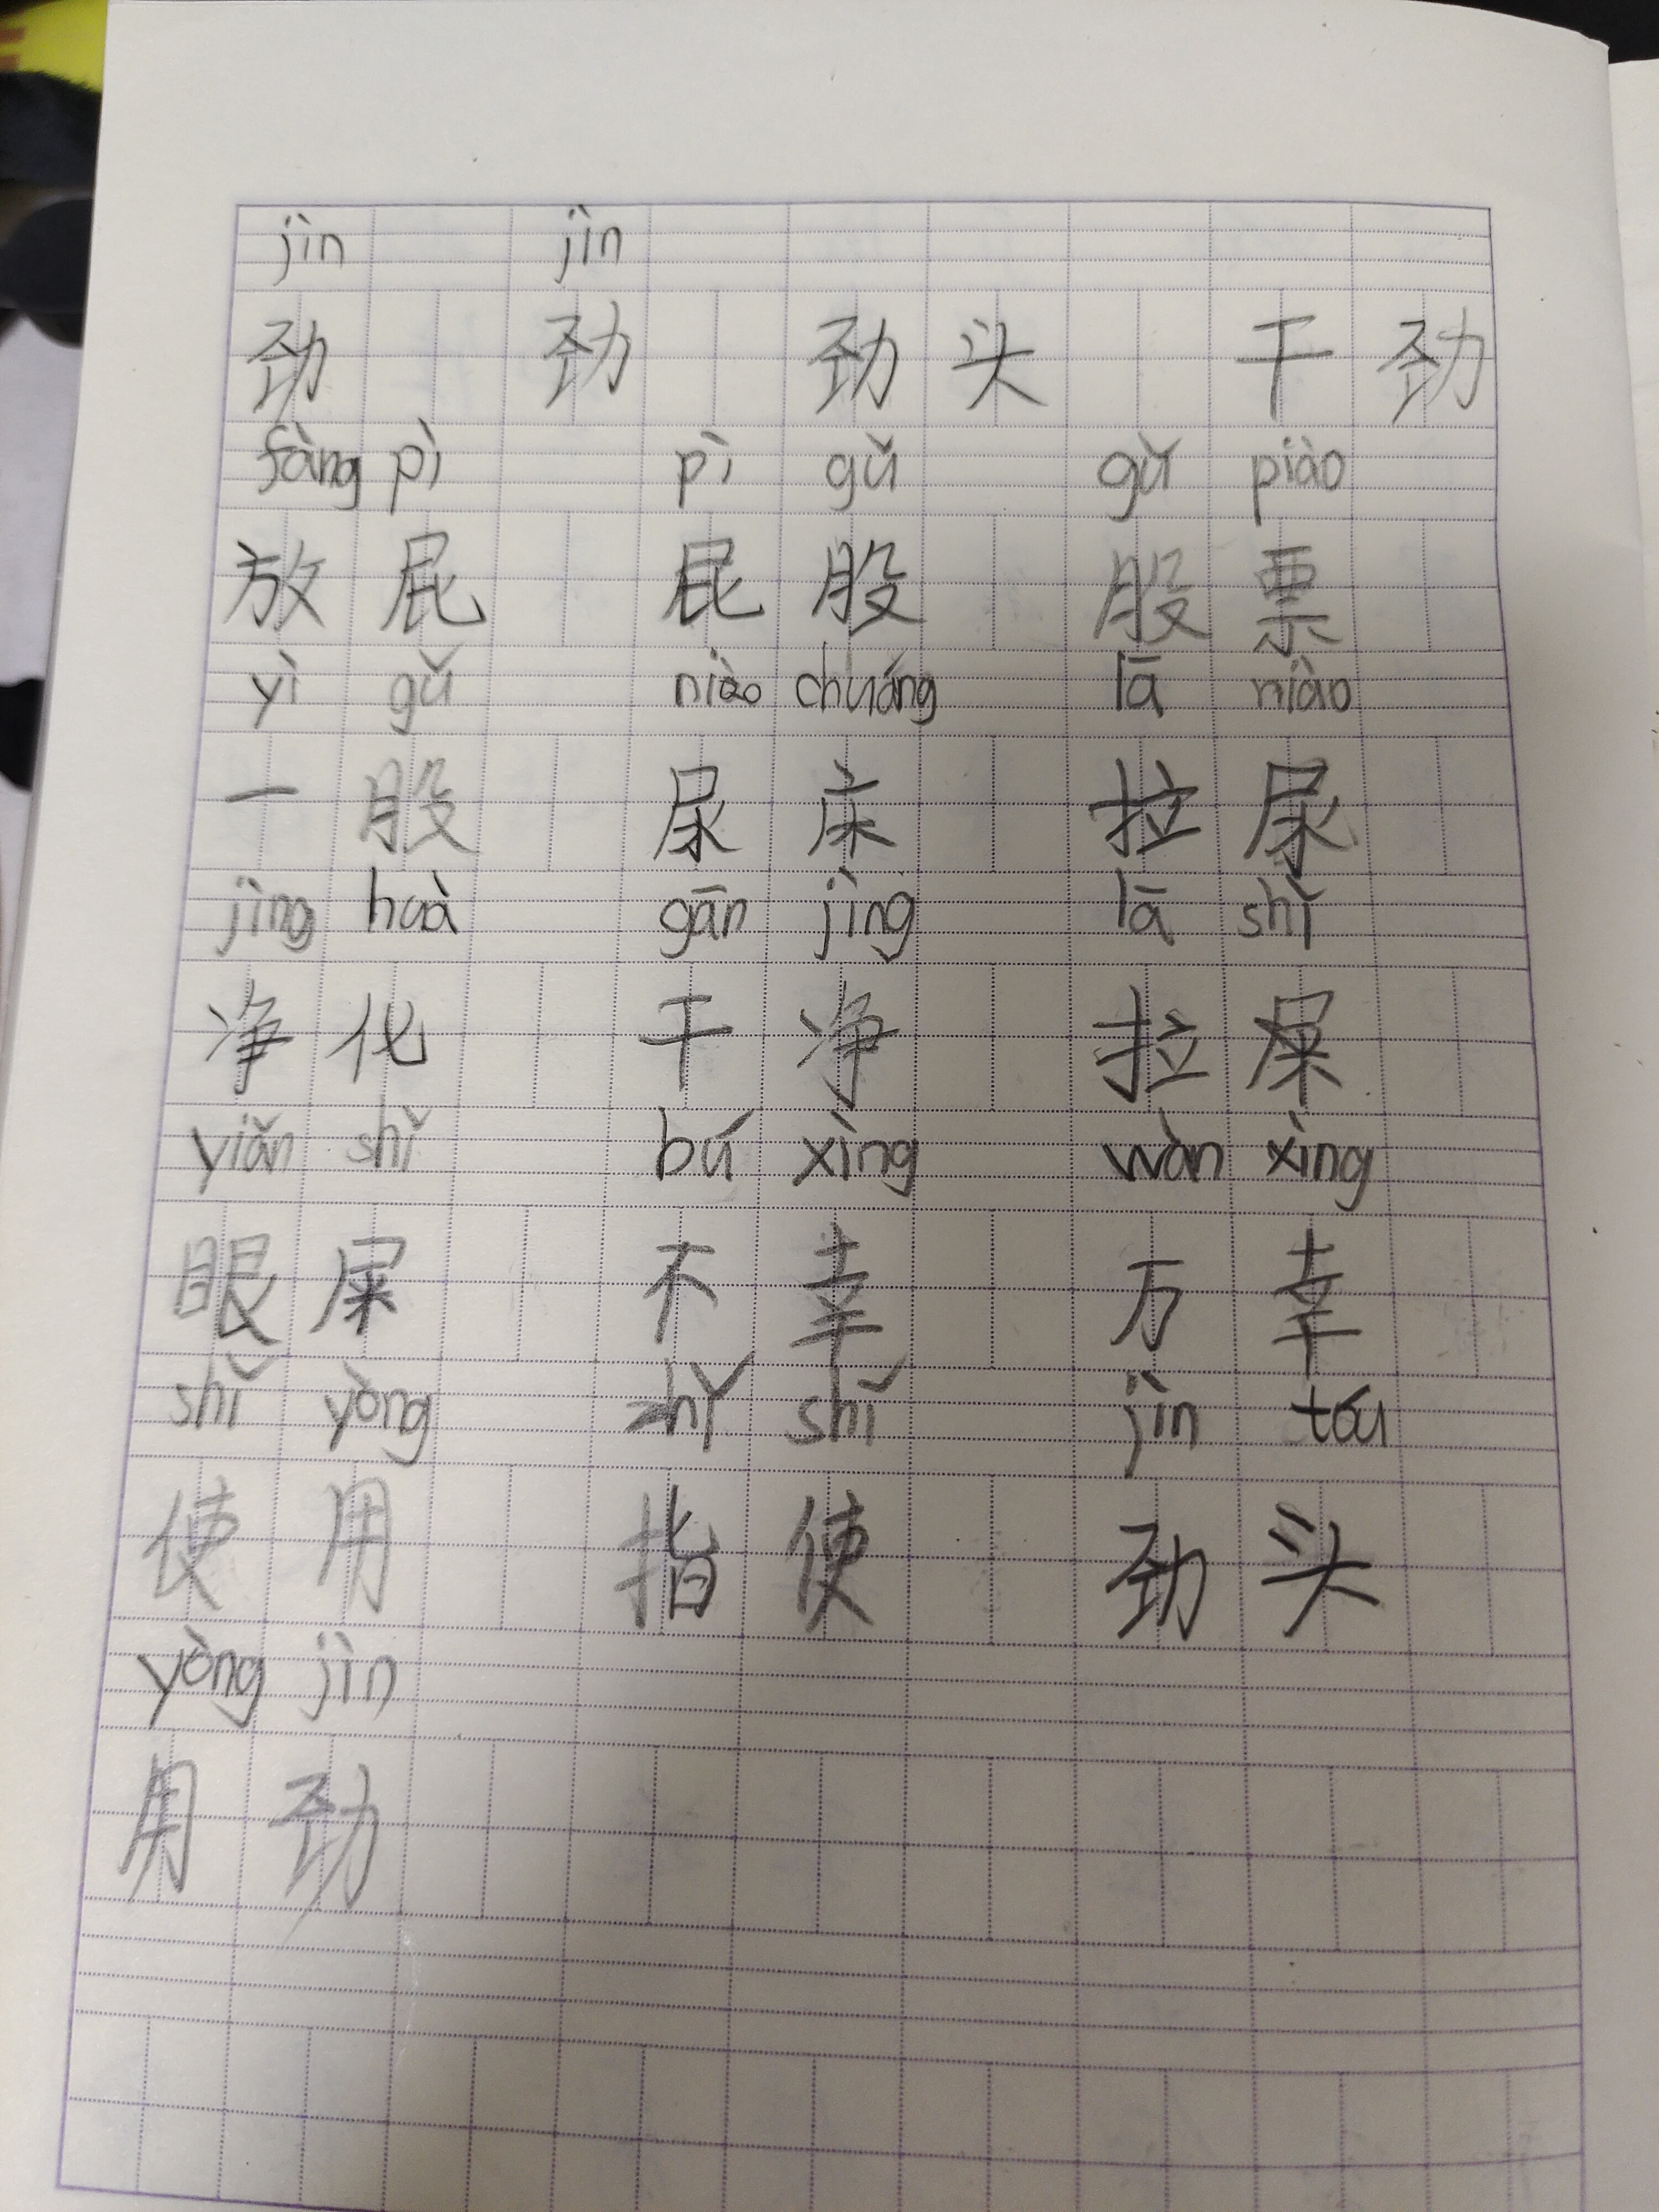 jìn jìn
劲 劲 劲头 干劲
fàng pì pì gǔ gǔ piào
放屁 屁股 股票
yì gǔ niào chuáng lā niào
一股 尿床 拉尿
jìng huà gān jìng lā shǐ
净化 干净 拉屎
yiǎn shǐ bú xìng wàn xìng
眼屎 不幸 万幸
shǐ yòng zhǐ shǐ jìn tóu
使用 指使 劲头
yòng jìn
用劲